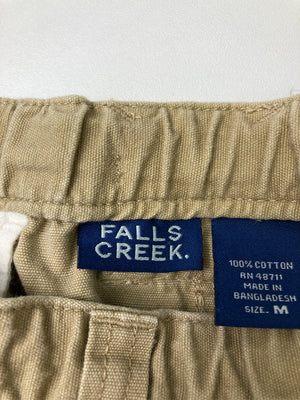 FALLS
CREEK.
100% COTTON
RN 48711
MADE IN
BANGLADESH
SIZE. M